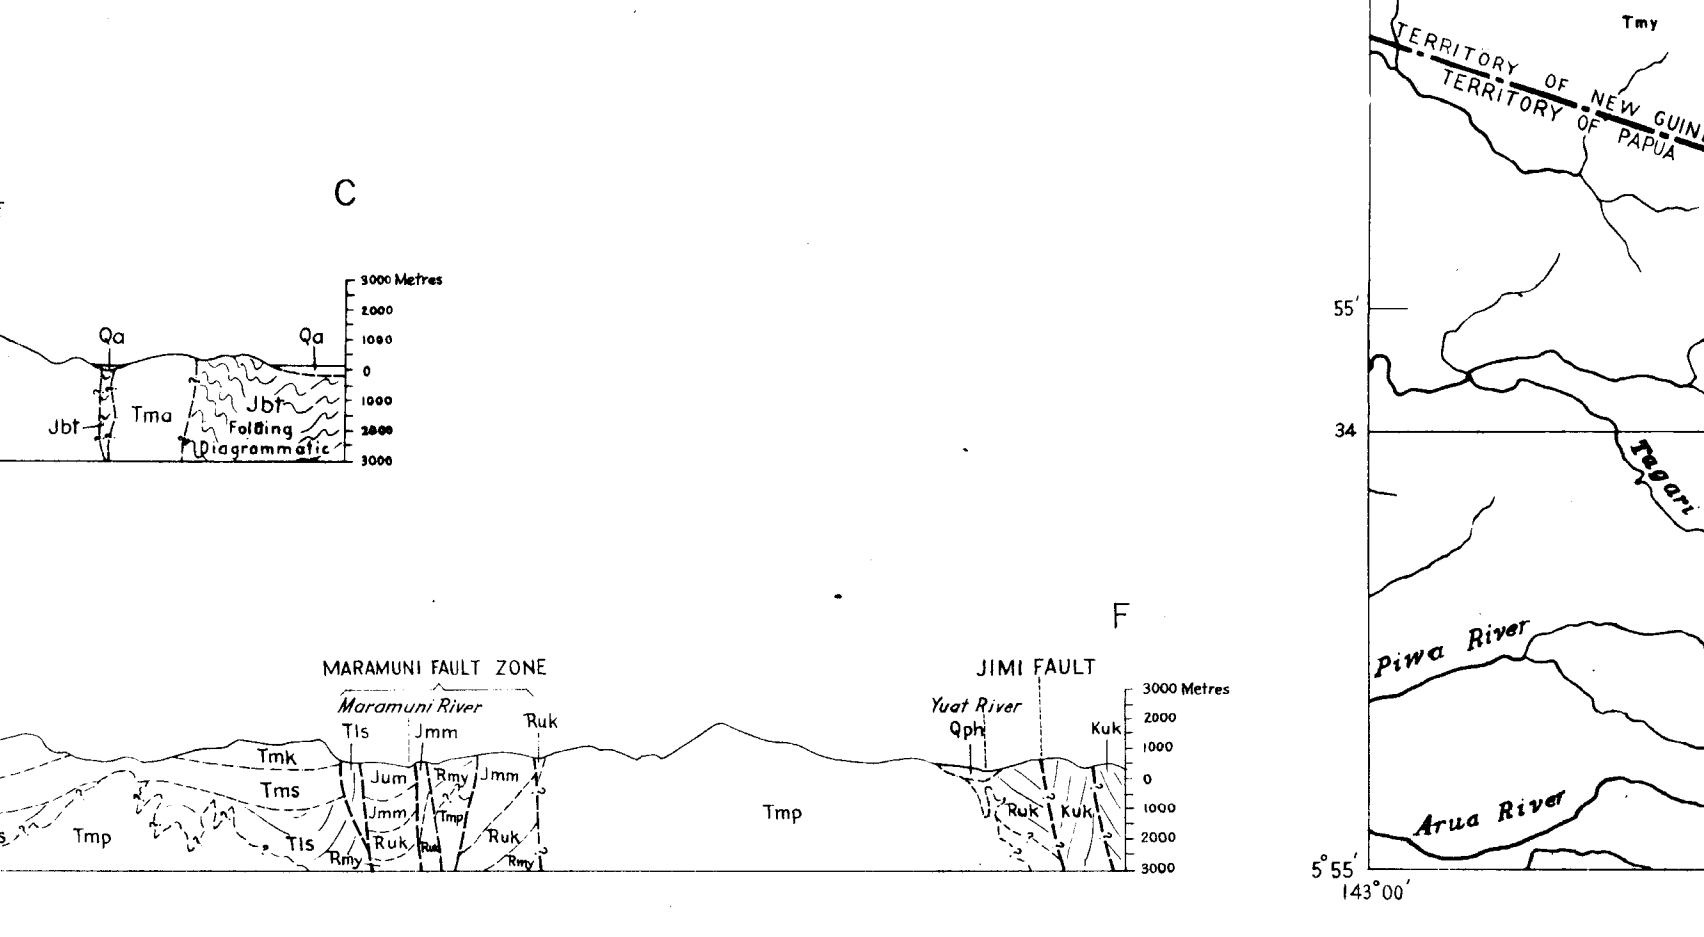 C
3000 Metres
2000
1000
0
1000
2000
3000
Qa
Qa
Jbt
Tma
Jbt
Folding
Diagrammatic
F
MARAMUNI FAULT ZONE
Maramuni River
Tls
Jmm
Ruk
JIMI FAULT
Yuat River
Qph
Kuk
3000 Metres
2000
1000
0
1000
2000
3000
Tmk
Tms
Tmp
Tls
Rmy
Jum
Jmm
Ruk
Ruk
Rmy
Tmp
Jmm
Ruk
Rmy
Tmp
Ruk
Kuk
Tmy
TERRITORY OF NEW GUIN
TERRITORY OF PAPUA
55'
34
Tagari
Piwa River
Arua River
5°55'
143°00'